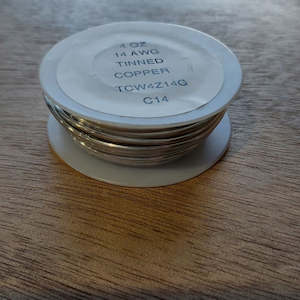 4 OZ
14 AWG
TINNED
COPPER
TCW4Z14G
C14